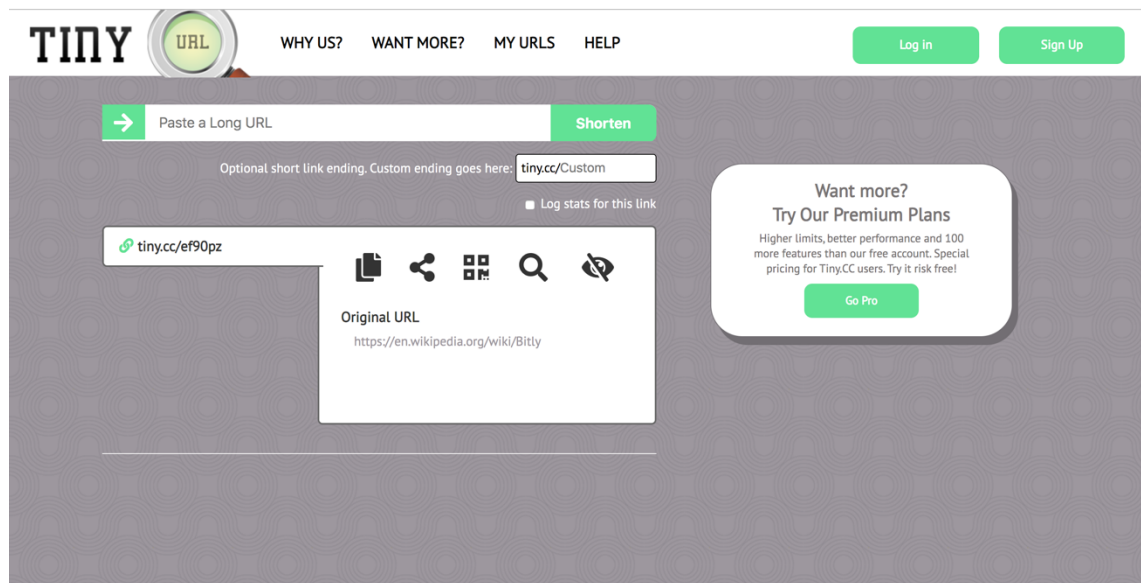 TINY URL
WHY US? WANT MORE? MY URLS HELP
Log in
Sign Up
Paste a Long URL
Shorten
Optional short link ending. Custom ending goes here: tiny.cc/Custom
Log stats for this link
tiny.cc/ef90pz
Original URL
https://en.wikipedia.org/wiki/Bitly
Want more?
Try Our Premium Plans
Higher limits, better performance and 100
more features than our free account. Special
pricing for Tiny.CC users. Try it risk free!
Go Pro